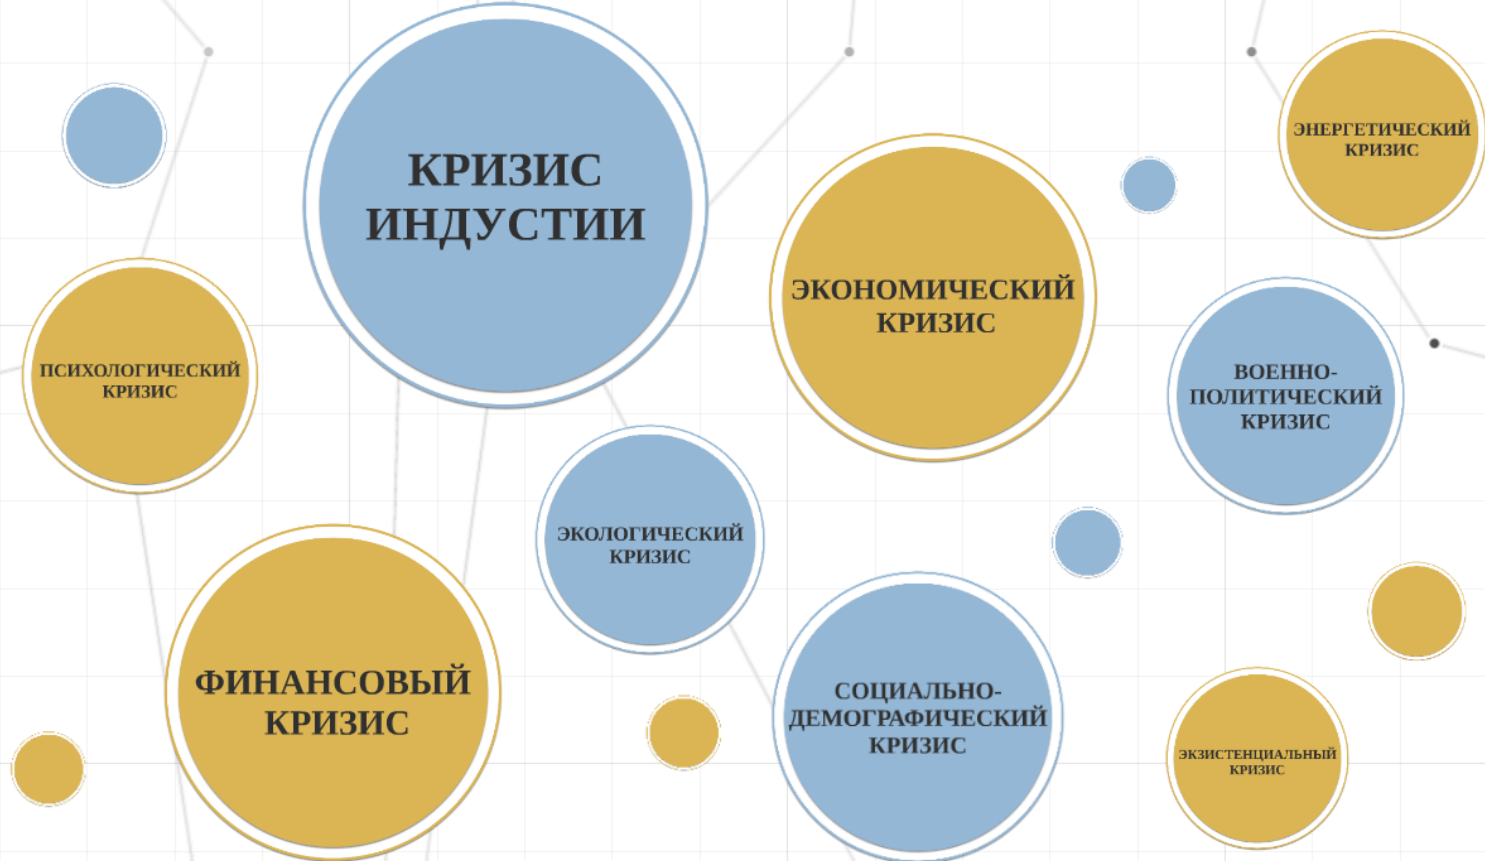 КРИЗИС
ИНДУСТИИ
ЭНЕРГЕТИЧЕСКИЙ
КРИЗИС
ЭКОНОМИЧЕСКИЙ
КРИЗИС
ПСИХОЛОГИЧЕСКИЙ
КРИЗИС
ВОЕННО-
ПОЛИТИЧЕСКИЙ
КРИЗИС
ЭКОЛОГИЧЕСКИЙ
КРИЗИС
ФИНАНСОВЫЙ
КРИЗИС
СОЦИАЛЬНО-
ДЕМОГРАФИЧЕСКИЙ
КРИЗИС
ЭКЗИСТЕНЦИАЛЬНЫЙ
КРИЗИС